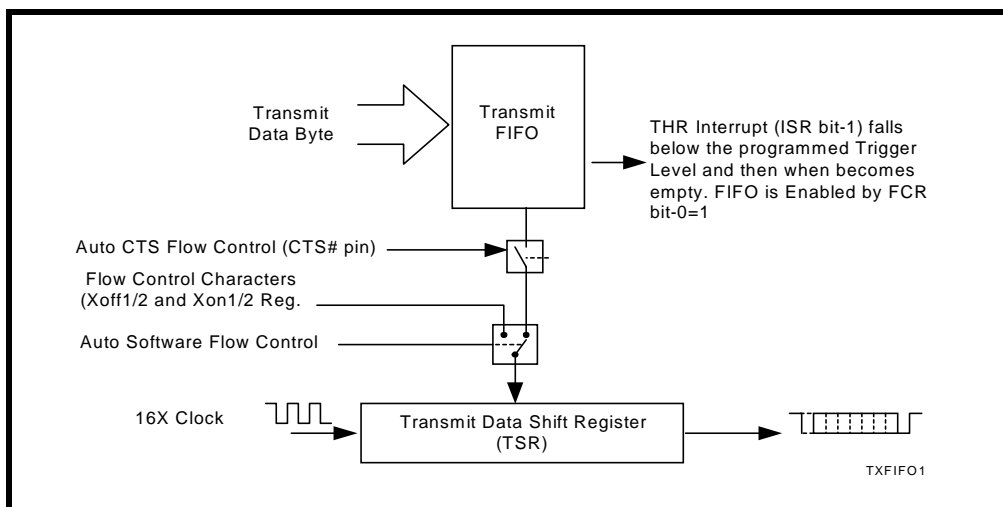 Transmit
Data Byte
Transmit
FIFO
THR Interrupt (ISR bit-1) falls
below the programmed Trigger
Level and then when becomes
empty. FIFO is Enabled by FCR
bit-0=1
Auto CTS Flow Control (CTS# pin)
Flow Control Characters
(Xoff1/2 and Xon1/2 Reg.
Auto Software Flow Control
16X Clock
Transmit Data Shift Register
(TSR)
TXFIFO1